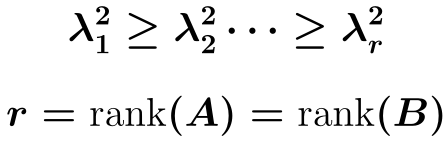 λ₁² ≥ λ₂² ⋯ ≥ λᵣ²
r = rank(A) = rank(B)